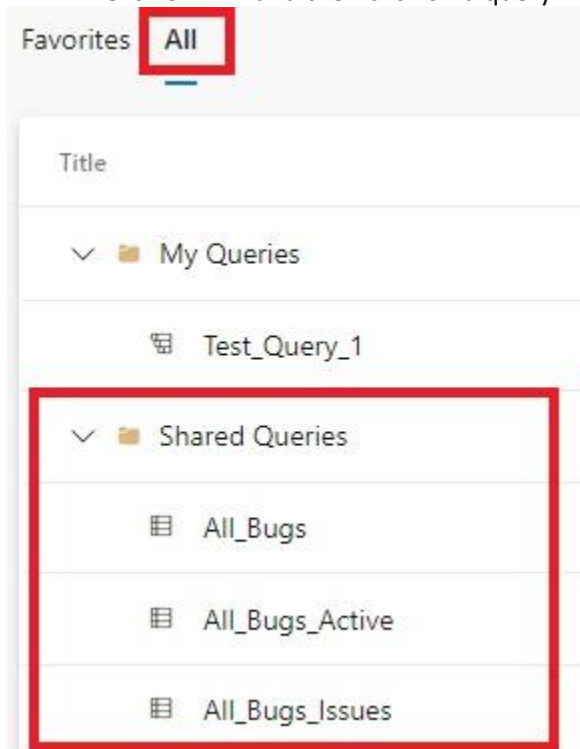 Favorites All
Title
My Queries
Test_Query_1
Shared Queries
All_Bugs
All_Bugs_Active
All_Bugs_Issues